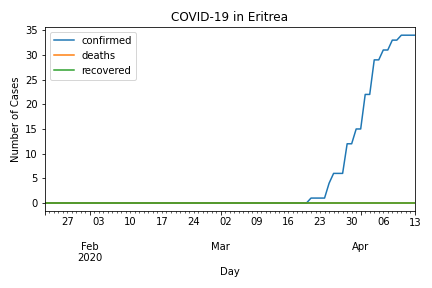 COVID-19 in Eritrea
confirmed
deaths
recovered
Number of Cases
35
30
25
20
15
10
5
0
27 03 10 17 24 02 09 16 23 30 06 13
Feb Mar Apr
2020
Day